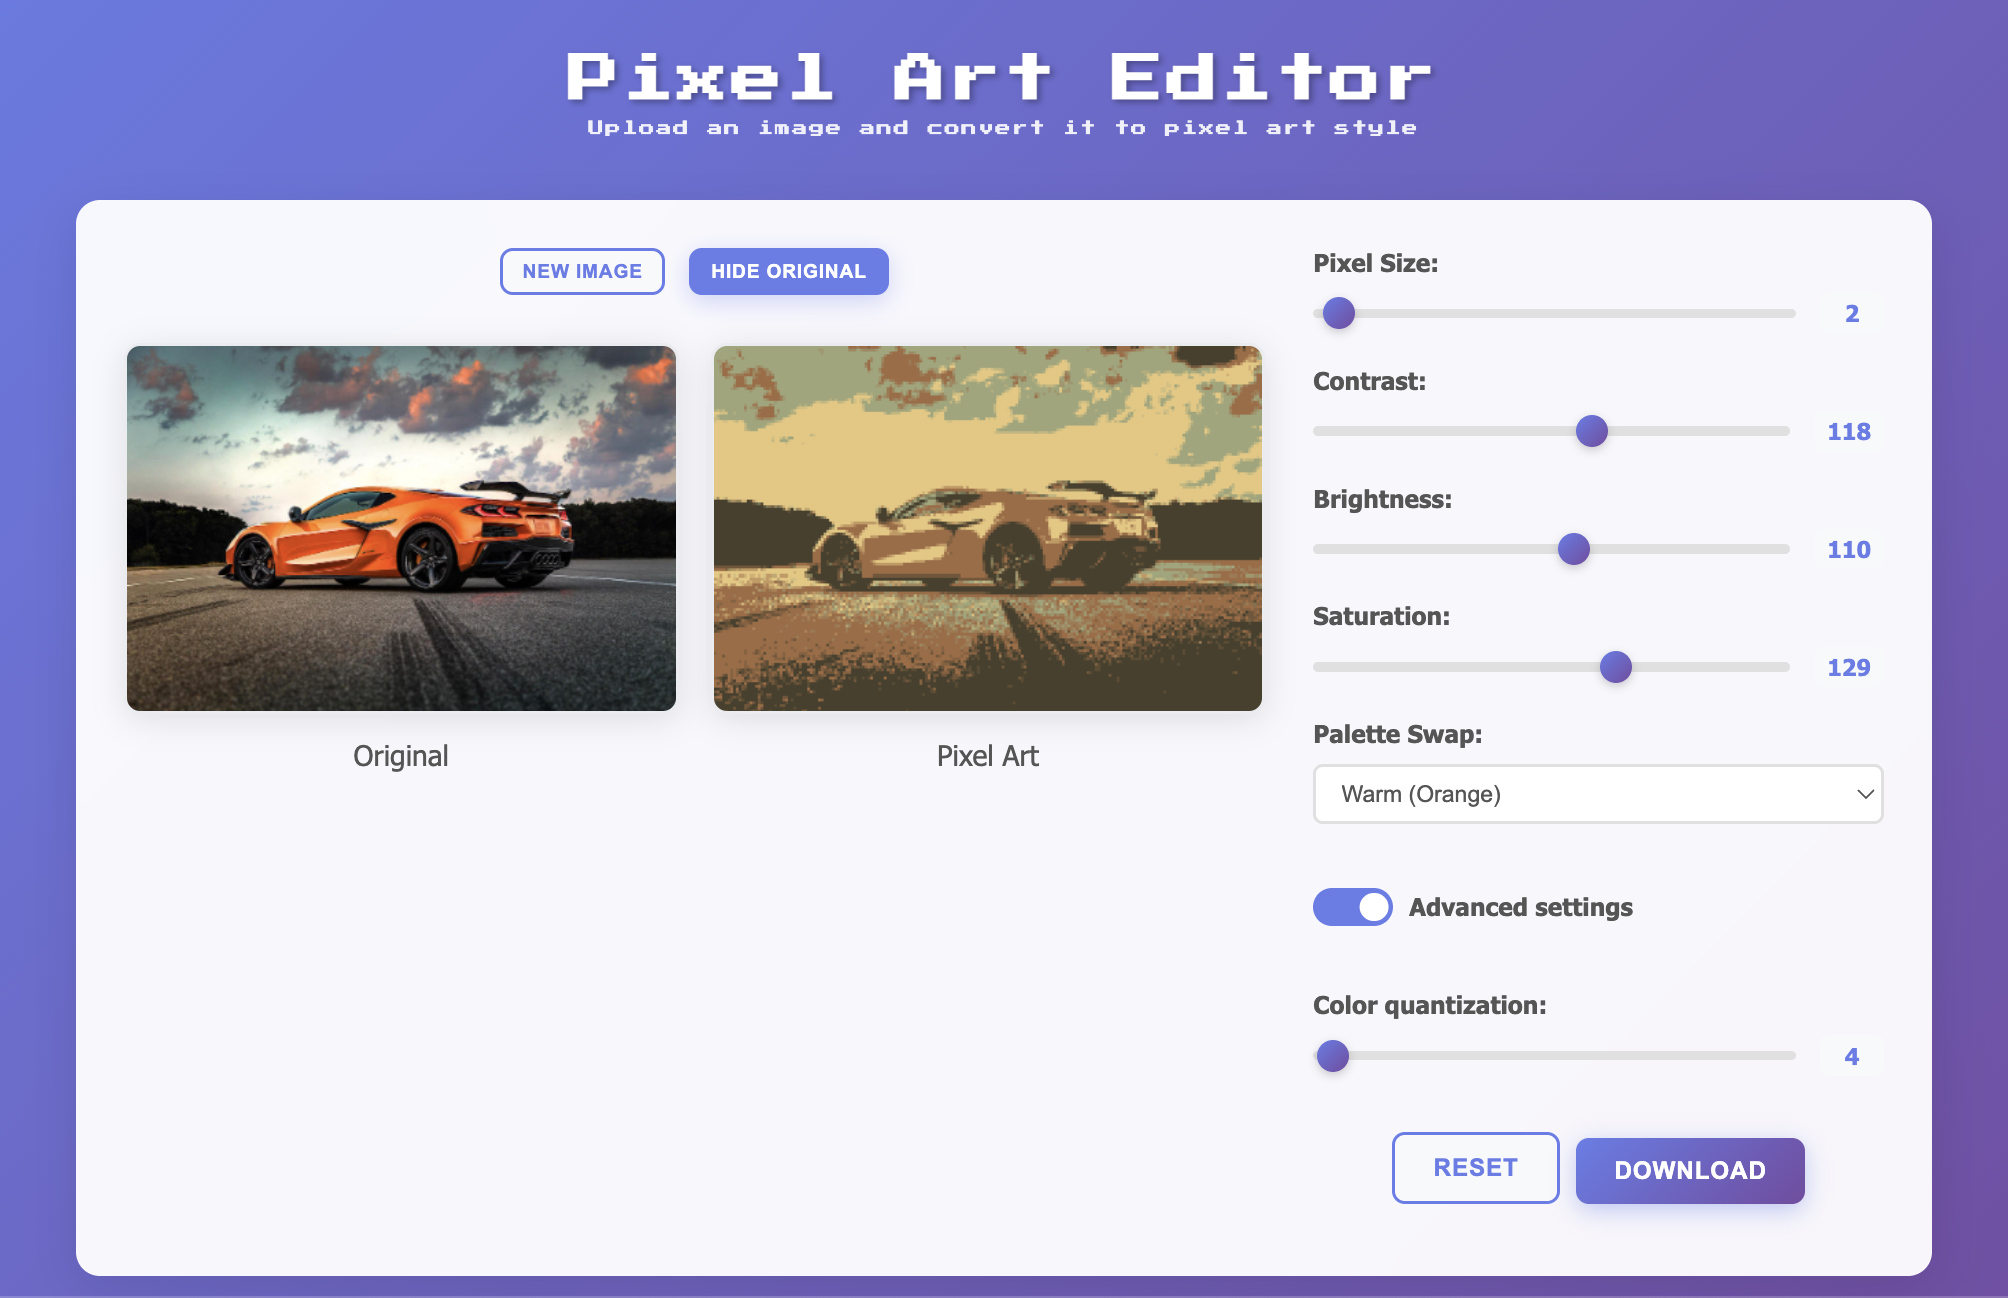 Pixel Art Editor
Upload an image and convert it to pixel art style
NEW IMAGE
HIDE ORIGINAL
Original
Pixel Art
Pixel Size:
2
Contrast:
118
Brightness:
110
Saturation:
129
Palette Swap:
Warm (Orange)
Advanced settings
Color quantization:
4
RESET
DOWNLOAD